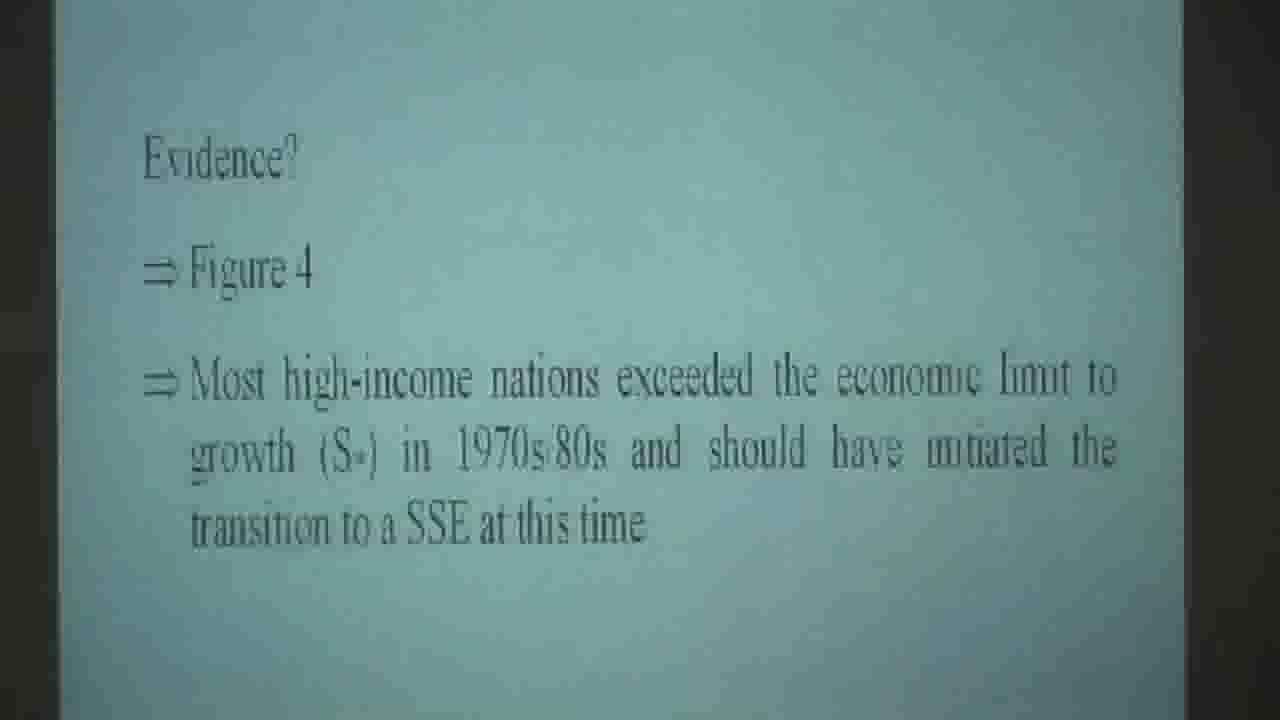 Evidence?
⇒ Figure 4
⇒ Most high-income nations exceeded the economic limit to
growth (S*) in 1970s/80s and should have initiated the
transition to a SSE at this time